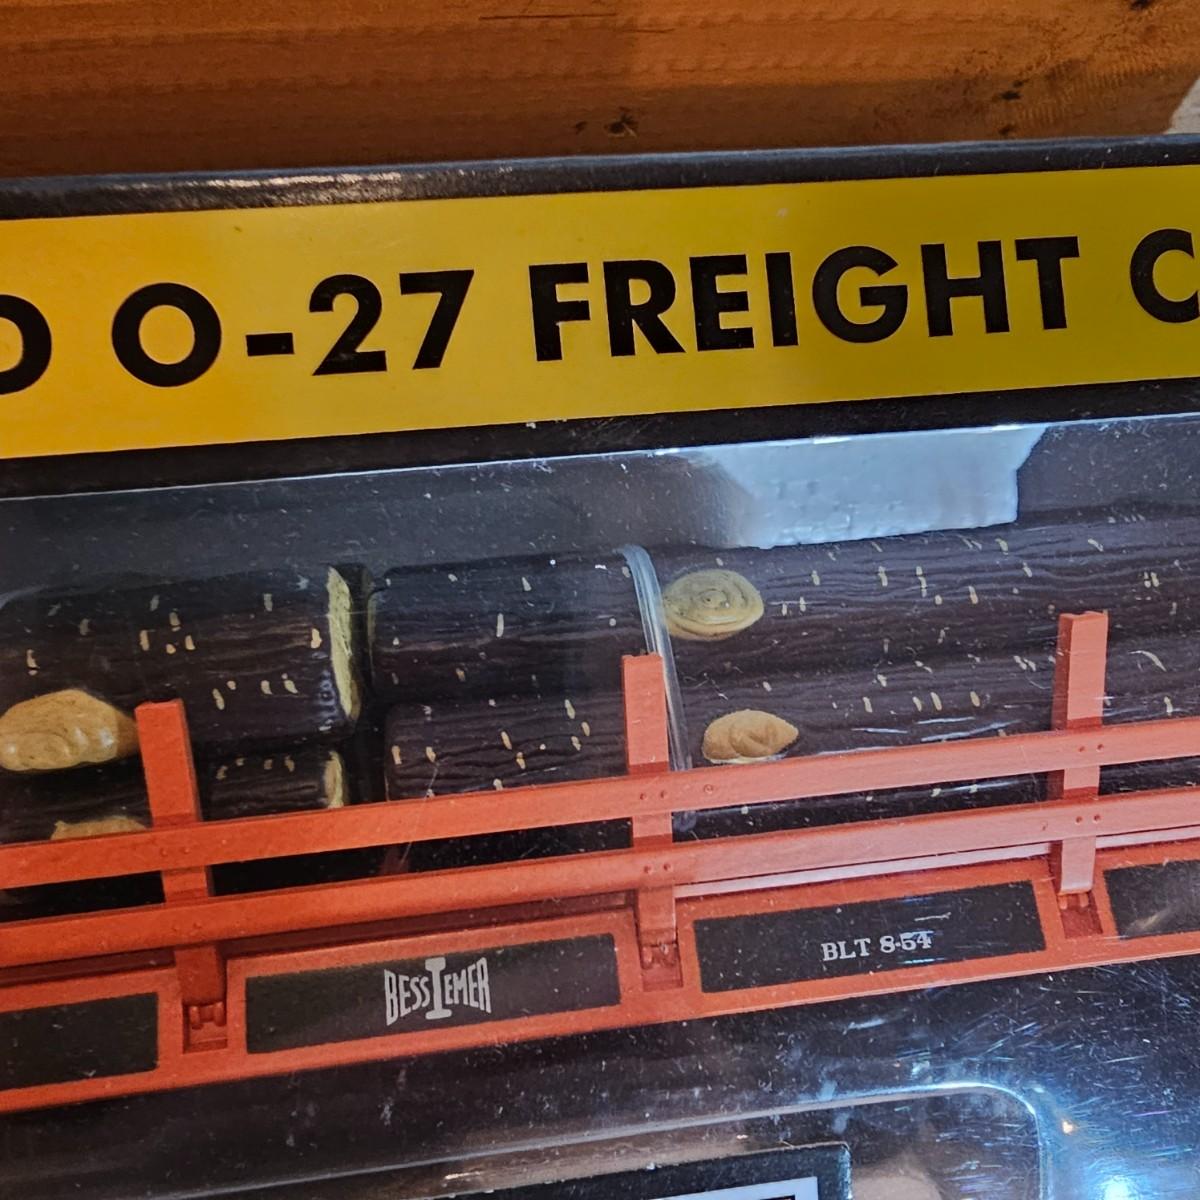 O-27 FREIGHT
BESSEMER
BLT 8-54